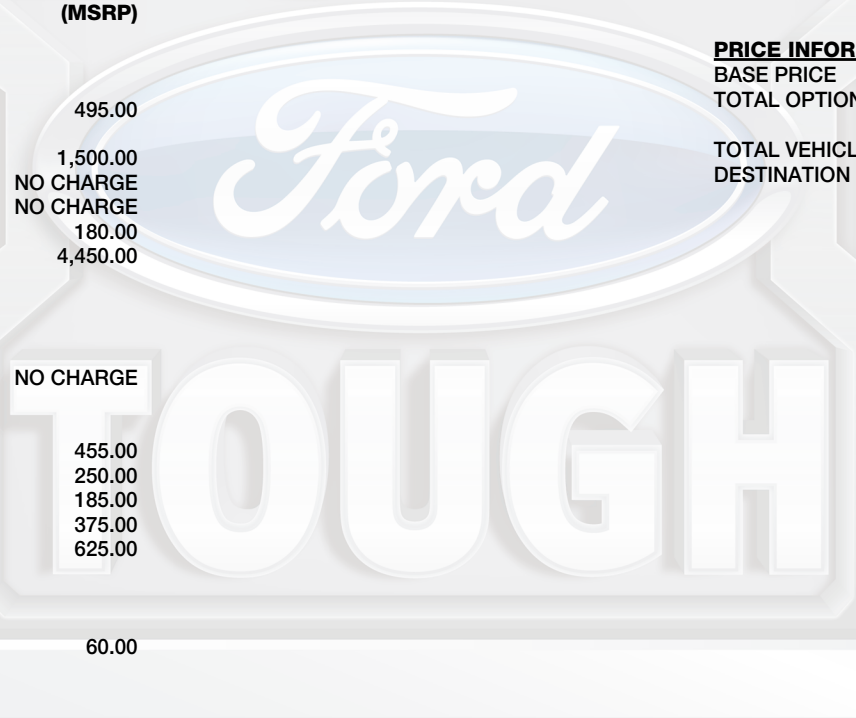 (MSRP)
495.00
1,500.00
NO CHARGE
NO CHARGE
180.00
4,450.00
NO CHARGE
455.00
250.00
185.00
375.00
625.00
60.00
PRICE INFOR
BASE PRICE
TOTAL OPTION
TOTAL VEHICL
DESTINATION
Ford
TOUGH